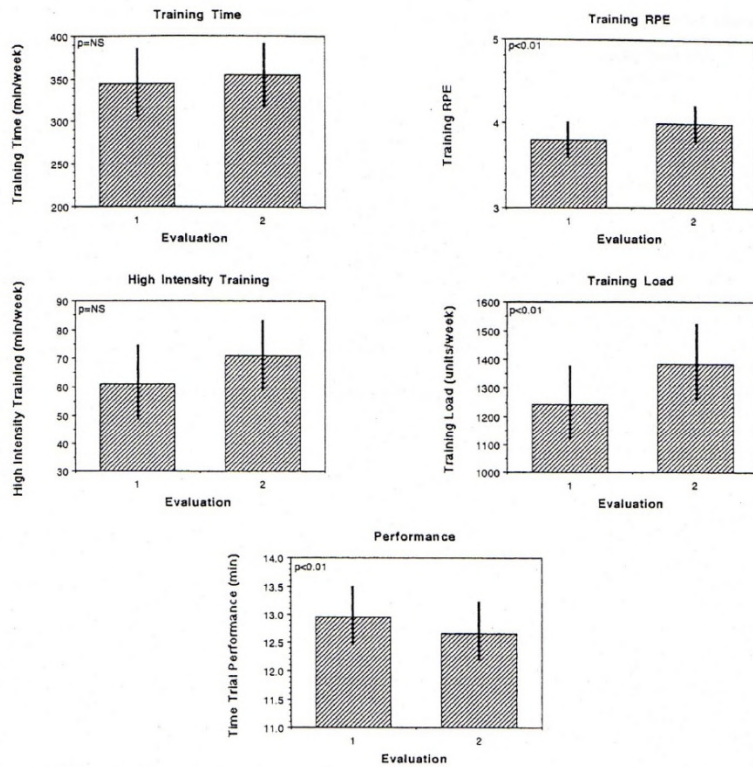 Training Time
p=NS
400
350
300
250
200
Training Time (min/week)
1 2
Evaluation
Training RPE
p<0.01
5
4
3
Training RPE
1 2
Evaluation
High Intensity Training
p=NS
90
80
70
60
50
40
30
High Intensity Training (min/week)
1 2
Evaluation
Training Load
p<0.01
1600
1500
1400
1300
1200
1100
1000
Training Load (units/week)
1 2
Evaluation
Performance
p<0.01
14.0
13.5
13.0
12.5
12.0
11.5
11.0
Time Trial Performance (min)
1 2
Evaluation